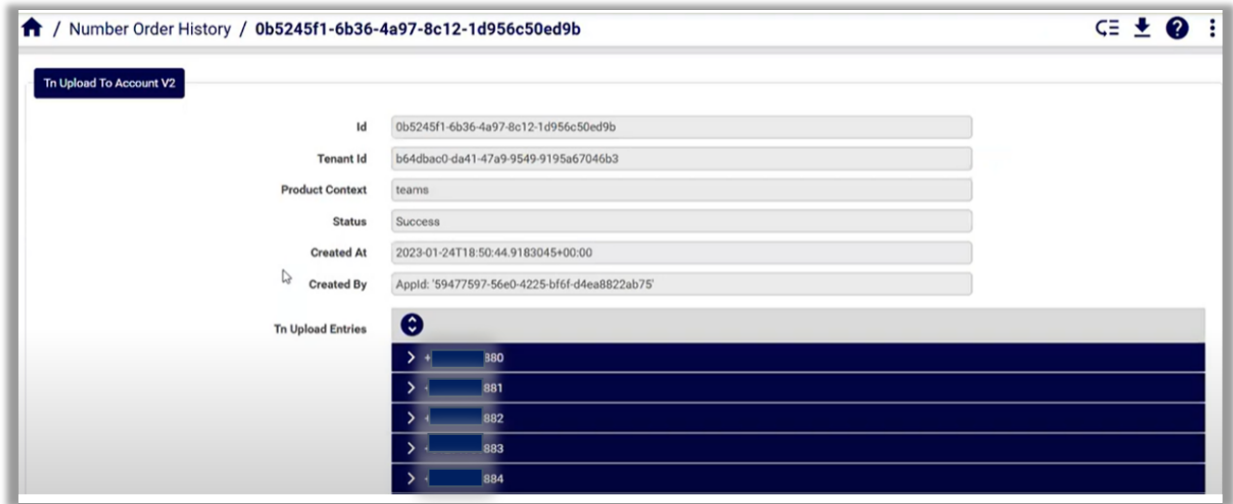 / Number Order History / 0b5245f1-6b36-4a97-8c12-1d956c50ed9b
Tn Upload To Account V2
Id 0b5245f1-6b36-4a97-8c12-1d956c50ed9b
Tenant Id b64dbac0-da41-47a9-9549-9195a67046b3
Product Context teams
Status Success
Created At 2023-01-24T18:50:44.9183045+00:00
Created By AppId: '59477597-56e0-4225-bf6f-d4ea8822ab75'
Tn Upload Entries
+ 880
881
882
883
884